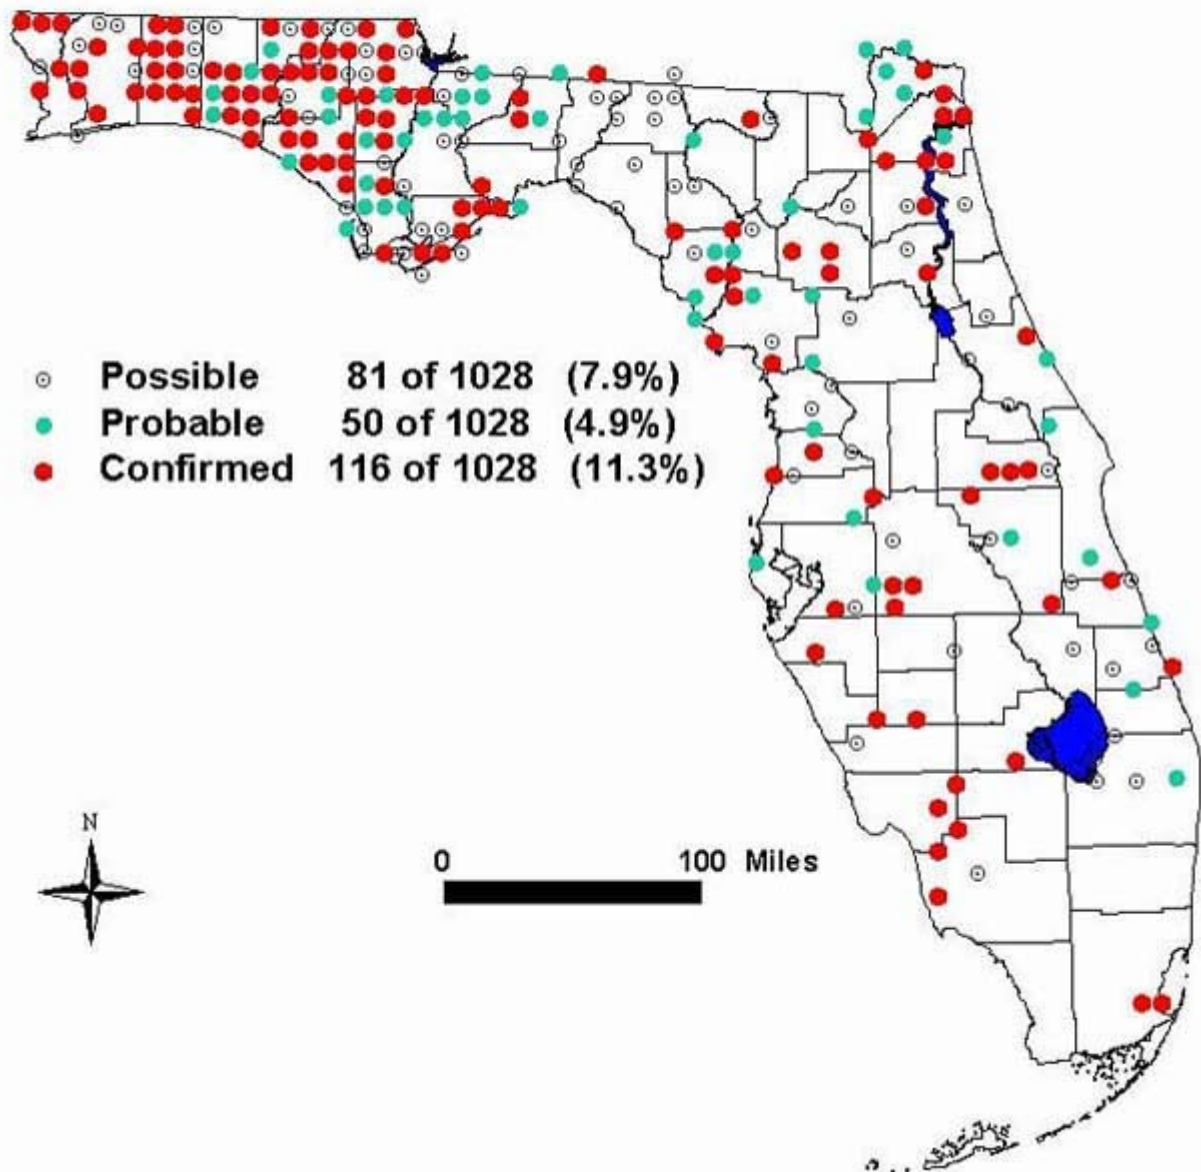 Possible 81 of 1028 (7.9%)
Probable 50 of 1028 (4.9%)
Confirmed 116 of 1028 (11.3%)
N
0 100 Miles